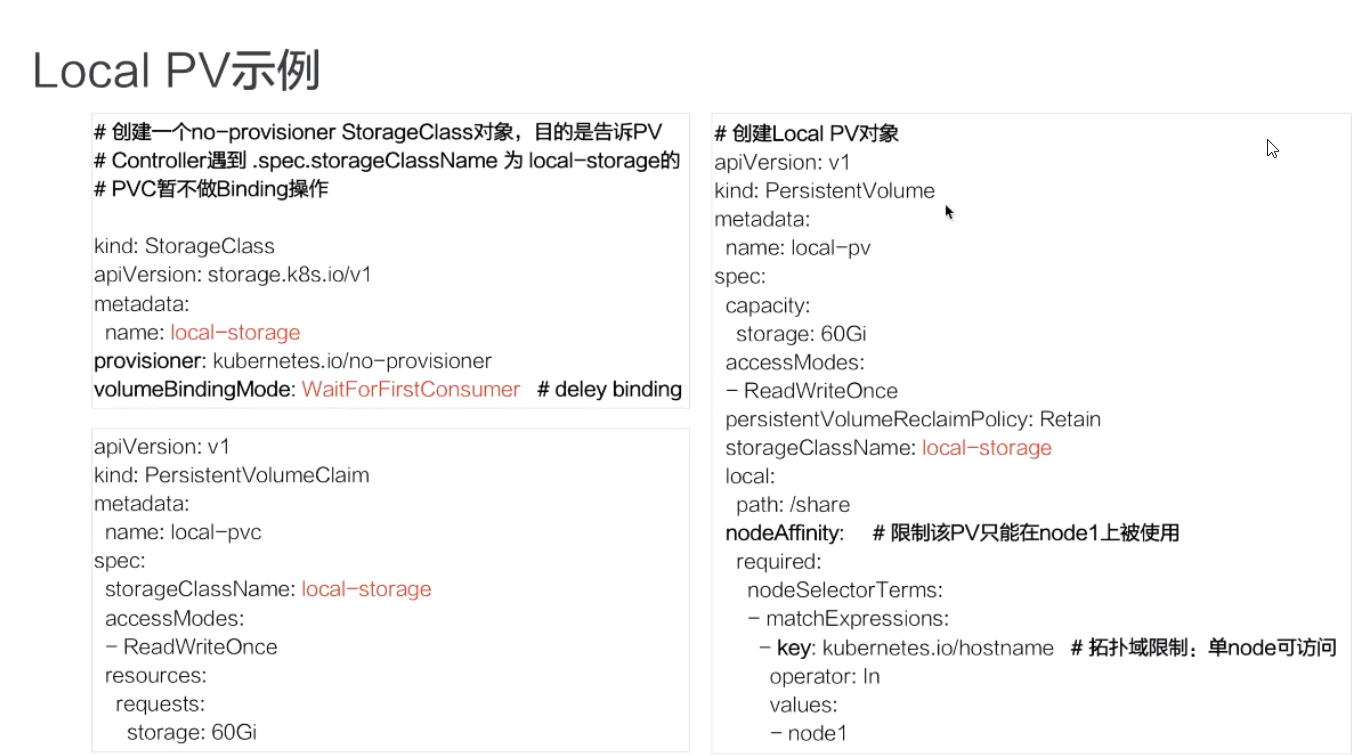 Local PV示例
# 创建一个no-provisioner StorageClass对象，目的是告诉PV
# Controller遇到 .spec.storageClassName 为 local-storage的
# PVC暂不做Binding操作
kind: StorageClass
apiVersion: storage.k8s.io/v1
metadata:
  name: local-storage
provisioner: kubernetes.io/no-provisioner
volumeBindingMode: WaitForFirstConsumer   # deley binding
apiVersion: v1
kind: PersistentVolumeClaim
metadata:
  name: local-pvc
spec:
  storageClassName: local-storage
  accessModes:
  - ReadWriteOnce
  resources:
    requests:
      storage: 60Gi
# 创建Local PV对象
apiVersion: v1
kind: PersistentVolume
metadata:
  name: local-pv
spec:
  capacity:
    storage: 60Gi
  accessModes:
  - ReadWriteOnce
  persistentVolumeReclaimPolicy: Retain
  storageClassName: local-storage
  local:
    path: /share
  nodeAffinity:     # 限制该PV只能在node1上被使用
    required:
      nodeSelectorTerms:
      - matchExpressions:
        - key: kubernetes.io/hostname   # 拓扑域限制：单node可访问
          operator: In
          values:
          - node1